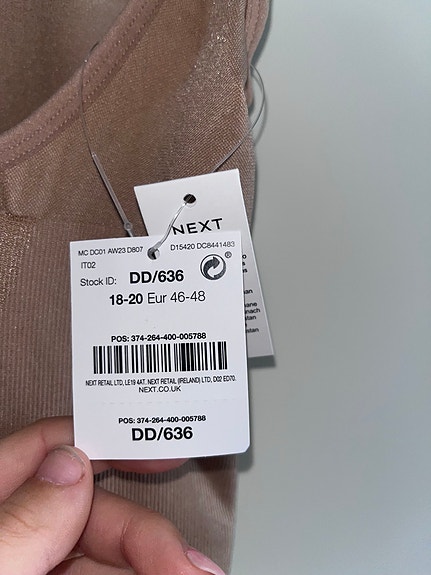 NEXT
MC DC01 AW23 D807 D15420 DC8441483
IT02
Stock ID: DD/636 ®
18-20 Eur 46-48
POS: 374-264-400-005788
NEXT RETAIL LTD, LE19 4AT. NEXT RETAIL (IRELAND) LTD, D02 ED70.
NEXT.CO.UK
POS: 374-264-400-005788
DD/636